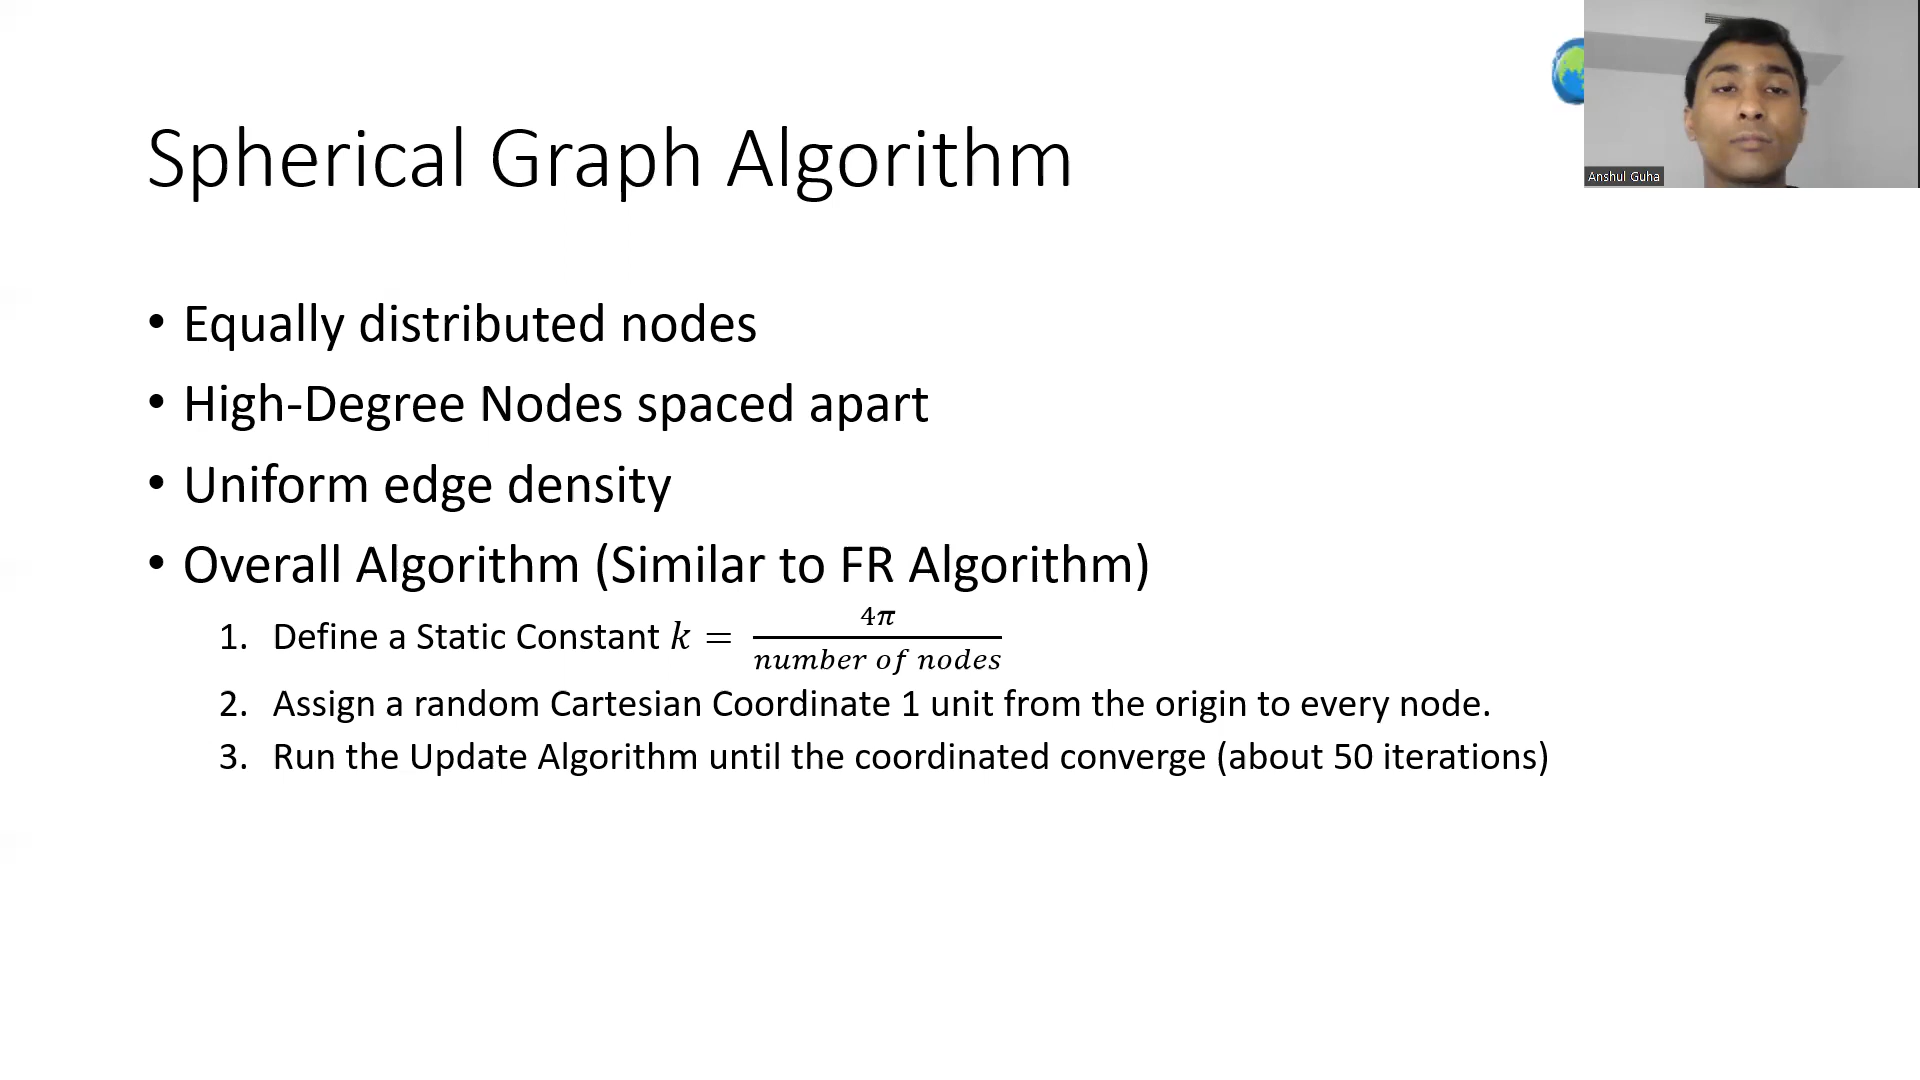 Spherical Graph Algorithm
Anshul Guha
• Equally distributed nodes
• High-Degree Nodes spaced apart
• Uniform edge density
• Overall Algorithm (Similar to FR Algorithm)
1. Define a Static Constant k = 4π / number of nodes
2. Assign a random Cartesian Coordinate 1 unit from the origin to every node.
3. Run the Update Algorithm until the coordinated converge (about 50 iterations)